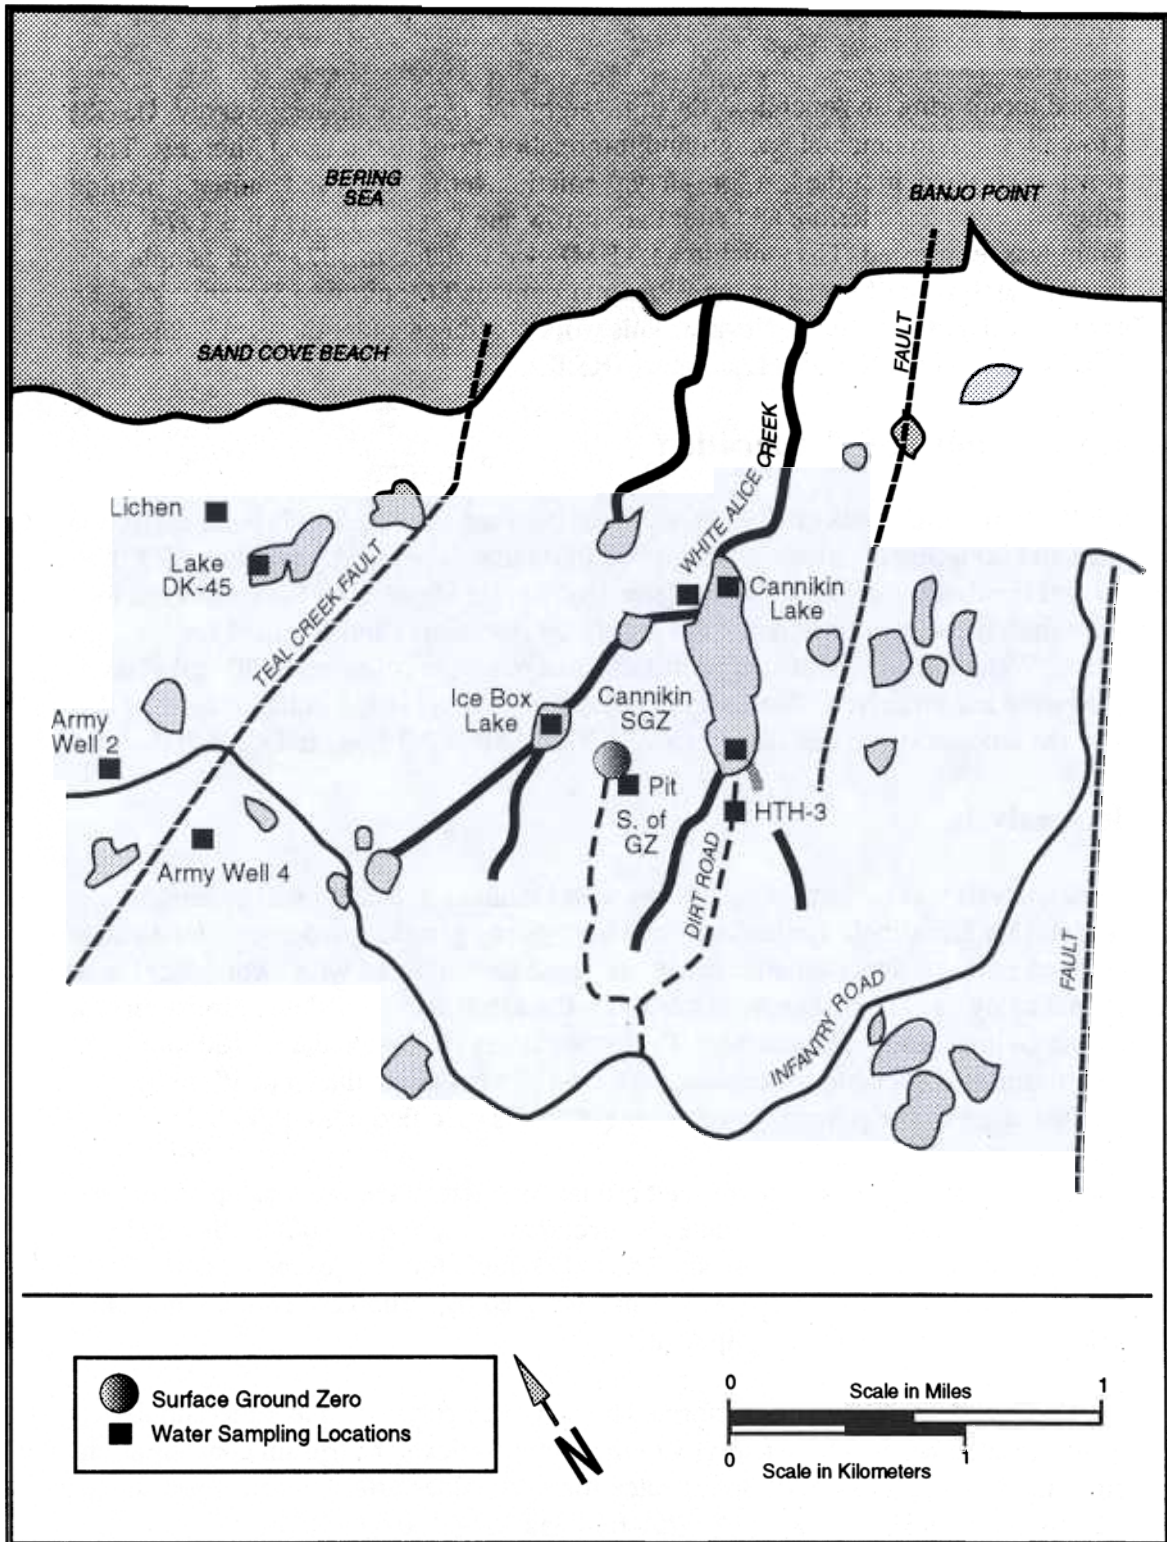 BERING
SEA
BANJO POINT
SAND COVE BEACH
FAULT
WHITE ALICE CREEK
Lichen
Lake
DK-45
TEAL CREEK FAULT
Cannikin
Lake
Ice Box
Lake
Cannikin
SGZ
Army
Well 2
Pit
S. of
GZ
HTH-3
Army Well 4
DIRT ROAD
FAULT
INFANTRY ROAD
Surface Ground Zero
Water Sampling Locations
N
0
1
Scale in Miles
0
1
Scale in Kilometers